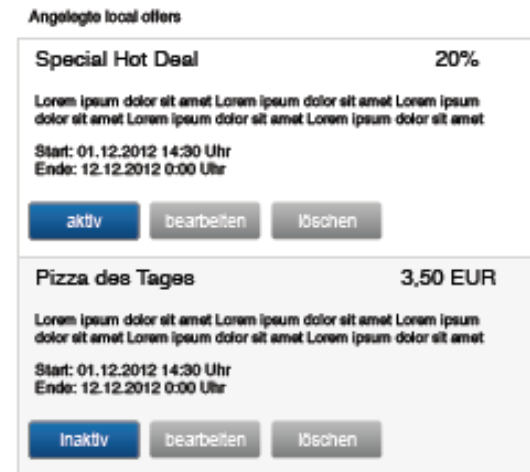 Angelegte local offers
Special Hot Deal 20%
Lorem ipsum dolor sit amet Lorem ipsum dolor sit amet Lorem ipsum
dolor sit amet Lorem ipsum dolor sit amet Lorem ipsum dolor sit amet
Start: 01.12.2012 14:30 Uhr
Ende: 12.12.2012 0:00 Uhr
aktiv bearbeiten löschen
Pizza des Tages 3,50 EUR
Lorem ipsum dolor sit amet Lorem ipsum dolor sit amet Lorem ipsum
dolor sit amet Lorem ipsum dolor sit amet Lorem ipsum dolor sit amet
Start: 01.12.2012 14:30 Uhr
Ende: 12.12.2012 0:00 Uhr
inaktiv bearbeiten löschen